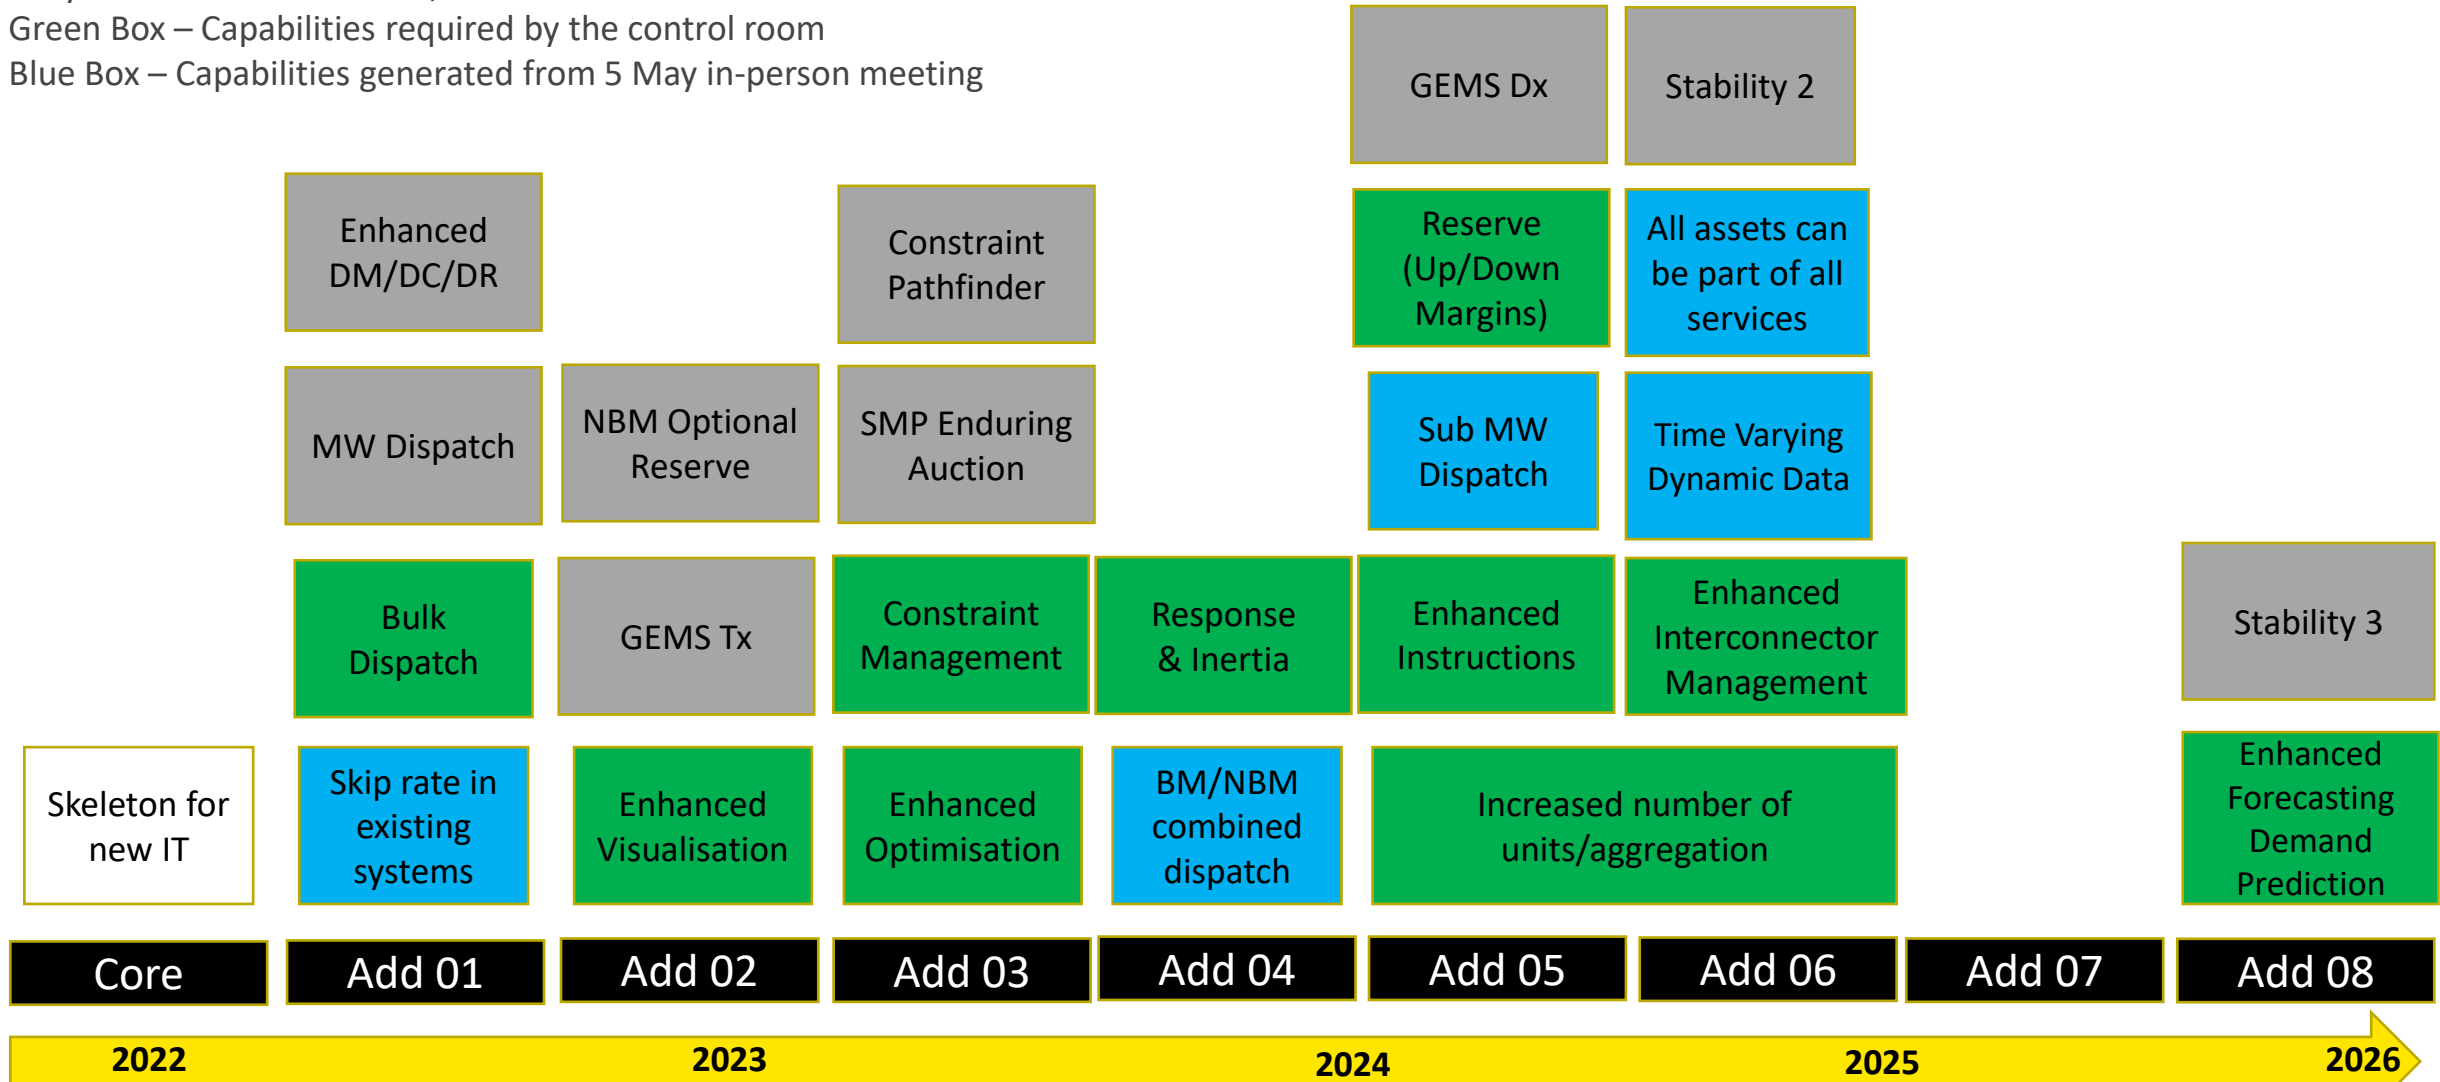 Green Box – Capabilities required by the control room
Blue Box – Capabilities generated from 5 May in-person meeting
GEMS Dx
Stability 2
Enhanced
DM/DC/DR
Constraint
Pathfinder
Reserve
(Up/Down
Margins)
All assets can
be part of all
services
MW Dispatch
NBM Optional
Reserve
SMP Enduring
Auction
Sub MW
Dispatch
Time Varying
Dynamic Data
Bulk
Dispatch
GEMS Tx
Constraint
Management
Response
& Inertia
Enhanced
Instructions
Enhanced
Interconnector
Management
Stability 3
Skeleton for
new IT
Skip rate in
existing
systems
Enhanced
Visualisation
Enhanced
Optimisation
BM/NBM
combined
dispatch
Increased number of
units/aggregation
Enhanced
Forecasting
Demand
Prediction
Core
Add 01
Add 02
Add 03
Add 04
Add 05
Add 06
Add 07
Add 08
2022
2023
2024
2025
2026